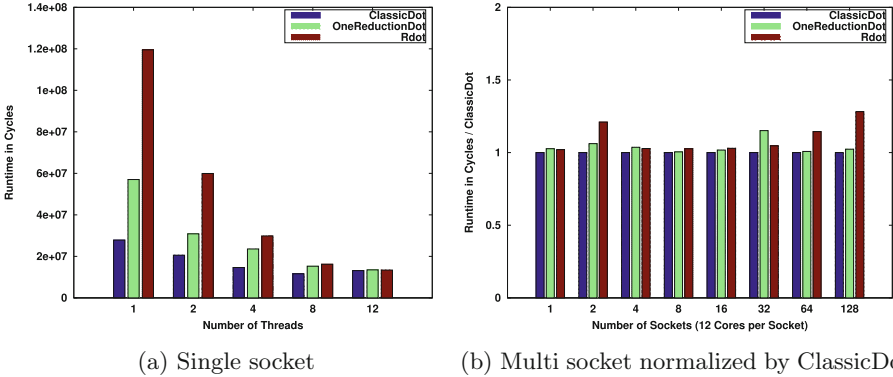 1.4e+08
1.2e+08
1e+08
8e+07
6e+07
4e+07
2e+07
0
Runtime in Cycles
ClassicDot
OneReductionDot
Rdot
1 2 4 8 12
Number of Threads
(a) Single socket
2
1.5
1
0.5
0
Runtime in Cycles / ClassicDot
ClassicDot
OneReductionDot
Rdot
1 2 4 8 16 32 64 128
Number of Sockets (12 Cores per Socket)
(b) Multi socket normalized by ClassicDo